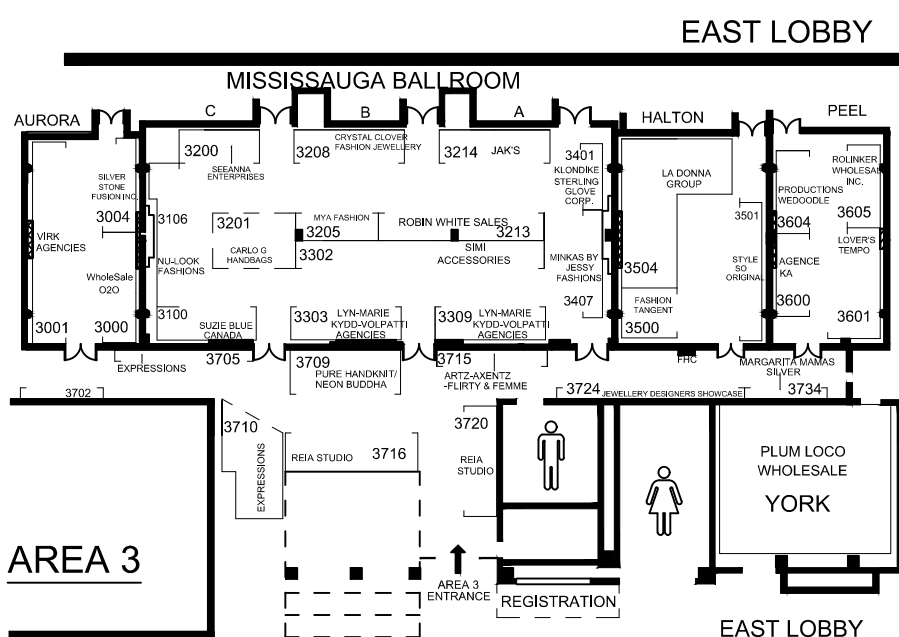 EAST LOBBY
MISSISSAUGA BALLROOM
AURORA
C
B
A
HALTON
PEEL
3200
SEEANNA
ENTERPRISES
CRYSTAL CLOVER
FASHION JEWELLERY
3208
3214
JAK'S
3401
KLONDIKE
STERLING
GLOVE
CORP.
LA DONNA
GROUP
ROLINKER
WHOLESALE
INC.
SILVER
STONE
FUSION INC.
3004
VIRK
AGENCIES
WholeSale
O2O
3001
3000
3106
NU-LOOK
FASHIONS
3100
SUZIE BLUE
CANADA
3201
CARLO G
HANDBAGS
MYA FASHION
3205
3302
ROBIN WHITE SALES
3213
SIMI
ACCESSORIES
MINKAS BY
JESSY
FASHIONS
3407
3303
LYN-MARIE
KYDD-VOLPATTI
AGENCIES
3309
LYN-MARIE
KYDD-VOLPATTI
AGENCIES
3504
FASHION
TANGENT
3500
3501
STYLE
SO
ORIGINAL
PRODUCTIONS
WEDOODLE
3604
3605
LOVER'S
TEMPO
AGENCE
KA
3600
3601
EXPRESSIONS
3705
3709
PURE HANDKNIT/
NEON BUDDHA
3715
ARTZ-AXENTZ
-FLIRTY & FEMME
FHC
MARGARITA MAMAS
SILVER
3702
3724
JEWELLERY DESIGNERS SHOWCASE
3734
3710
EXPRESSIONS
REIA STUDIO
3716
3720
REIA
STUDIO
PLUM LOCO
WHOLESALE
YORK
AREA 3
AREA 3
ENTRANCE
REGISTRATION
EAST LOBBY